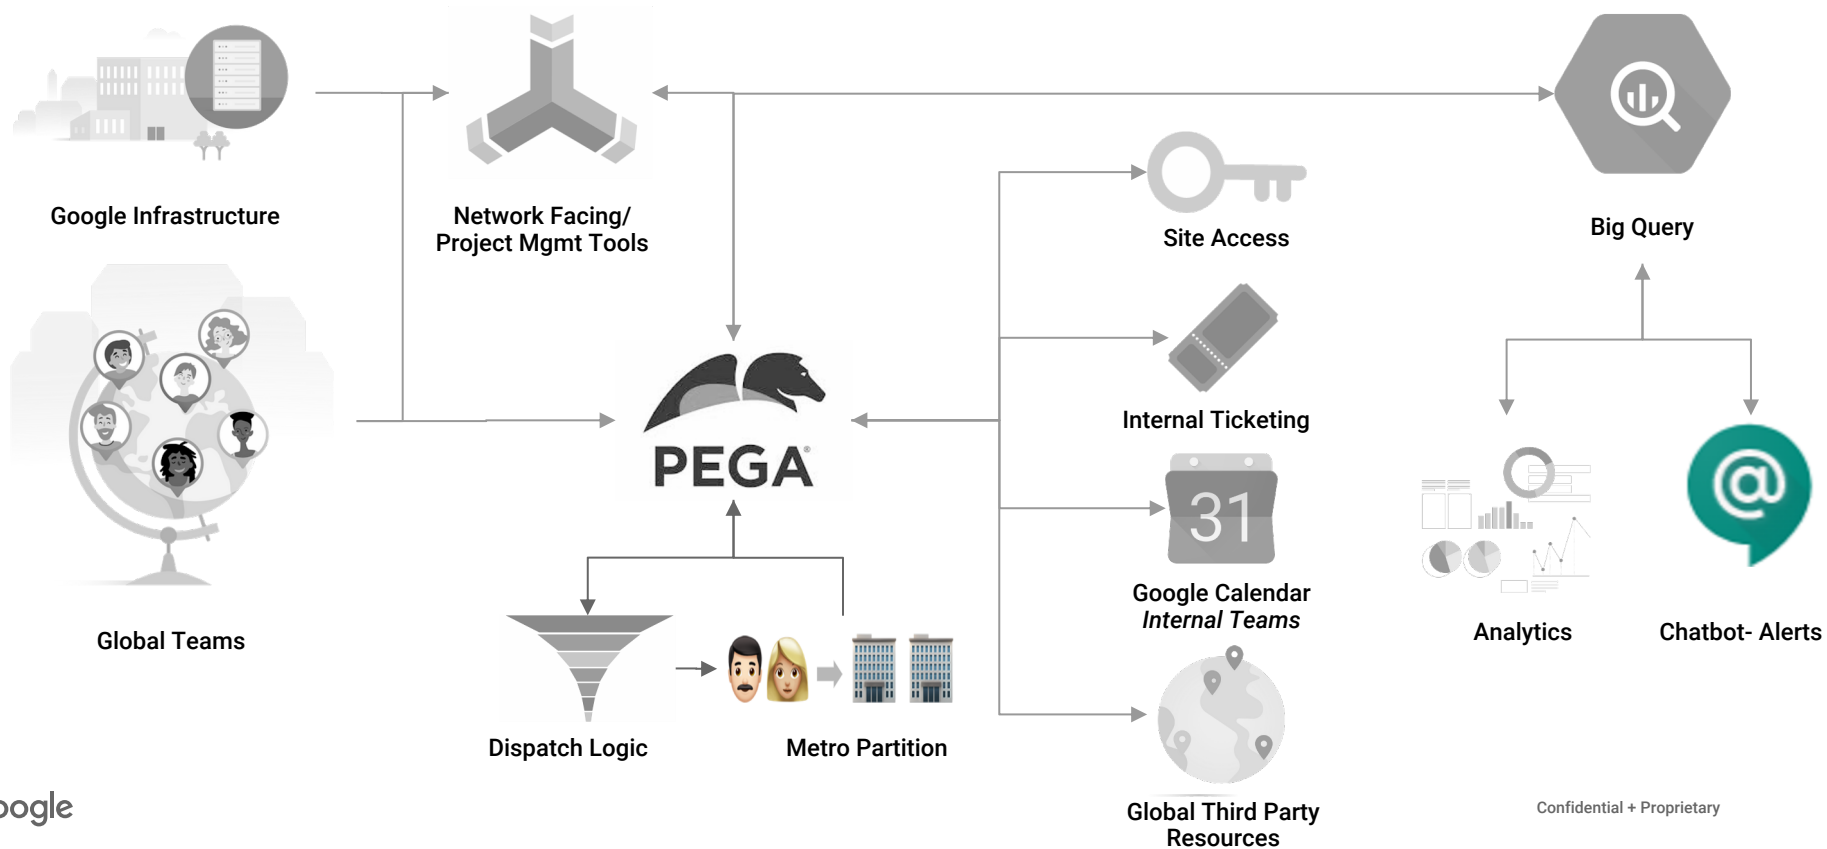 Google Infrastructure
Network Facing/
Project Mgmt Tools
Site Access
Big Query
Internal Ticketing
PEGA®
31
Google Calendar
Internal Teams
Global Teams
Analytics
Chatbot- Alerts
@
Dispatch Logic
Metro Partition
Global Third Party
Resources
oogle
Confidential + Proprietary